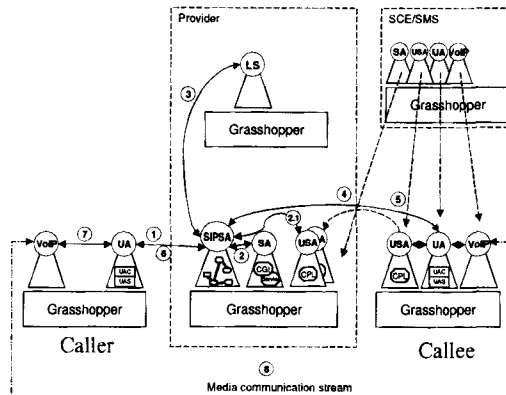 Provider
SCE/SMS
LS
SA
USA
UA
VoIP
3
Grasshopper
Grasshopper
4
5
2.1
7
1
VoIP
UA
SIPSA
SA
USA
USA
UA
VoIP
6
2
CGI
CPL
CPL
UAC
UAS
UAC
UAS
Grasshopper
Grasshopper
Grasshopper
Caller
Callee
8
Media communication stream